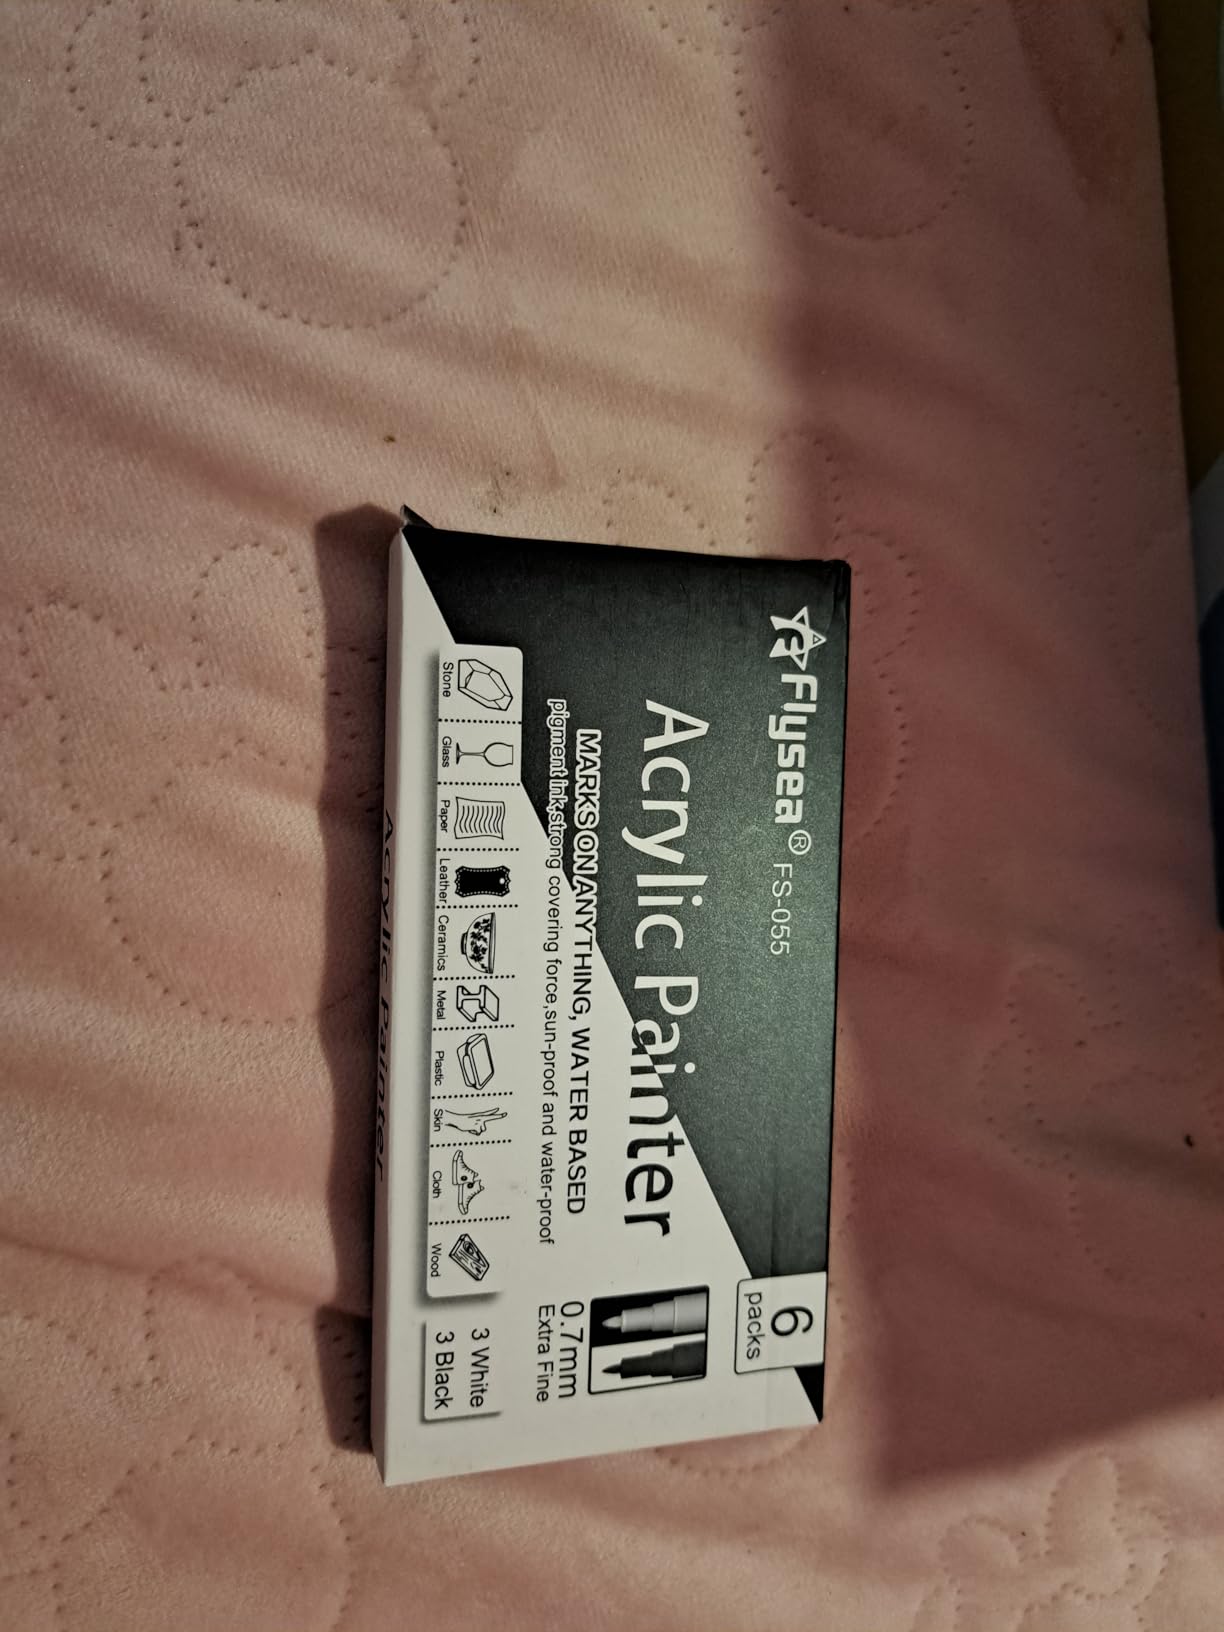 Flysea® FS-055
6
packs
Acrylic Painter
MARKS ON ANYTHING, WATER BASED
pigment ink,strong covering force,sun-proof and water-proof
0.7mm
Extra Fine
Stone Glass Paper Leather Ceramics Metal Plastic Skin Cloth Wood
3 White
3 Black
Acrylic Painter